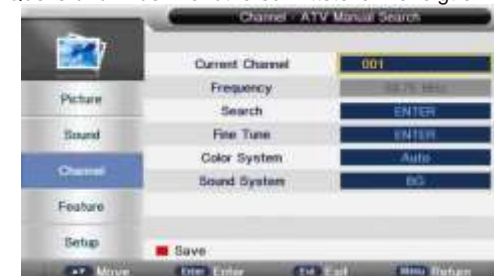 Channel - ATV Manual Search
Current Channel 001
Frequency
Picture
Search ENTER
Sound
Fine Tune ENTER
Color System Auto
Channel
Sound System BG
Feature
Setup
Save
Move Enter Enter Exit Exit Menu Return